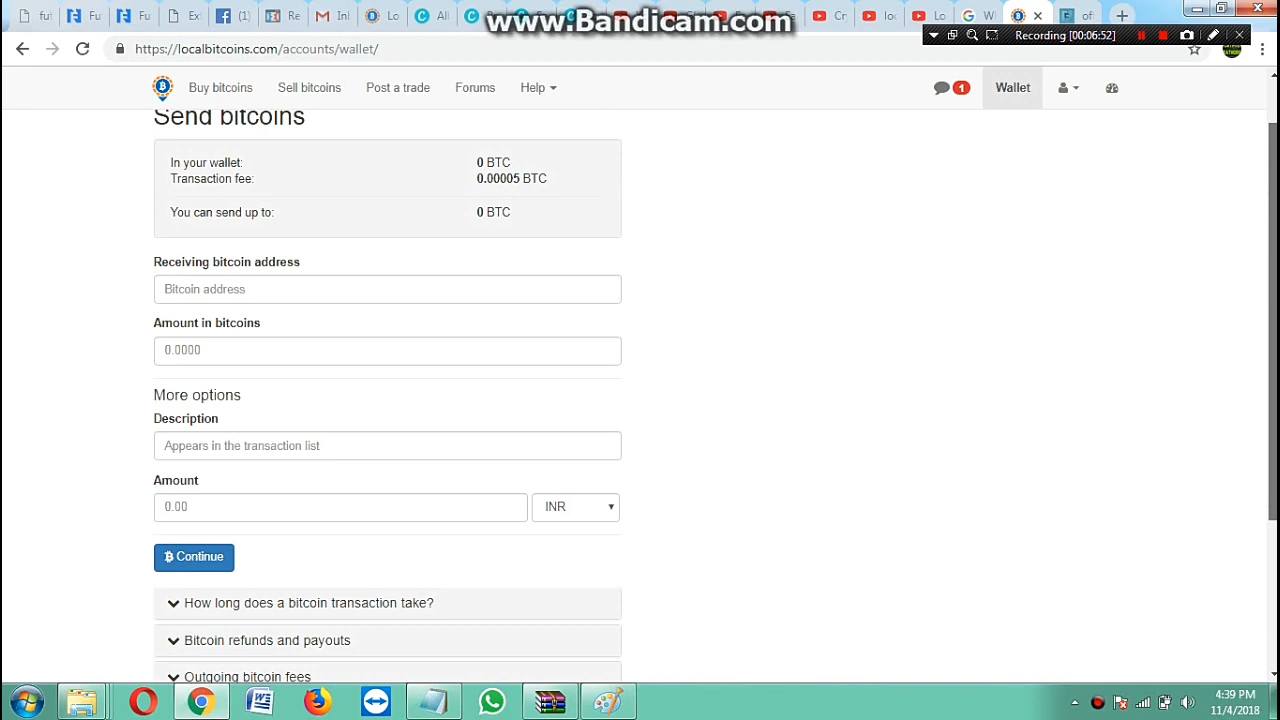 www.Bandicam.com
Recording [00:06:52]
https://localbitcoins.com/accounts/wallet/
Buy bitcoins
Sell bitcoins
Post a trade
Forums
Help
1
Wallet
Send bitcoins
In your wallet: 0 BTC
Transaction fee: 0.00005 BTC
You can send up to: 0 BTC
Receiving bitcoin address
Bitcoin address
Amount in bitcoins
0.0000
More options
Description
Appears in the transaction list
Amount
0.00 INR
Continue
How long does a bitcoin transaction take?
Bitcoin refunds and payouts
Outgoing bitcoin fees
4:39 PM
11/4/2018